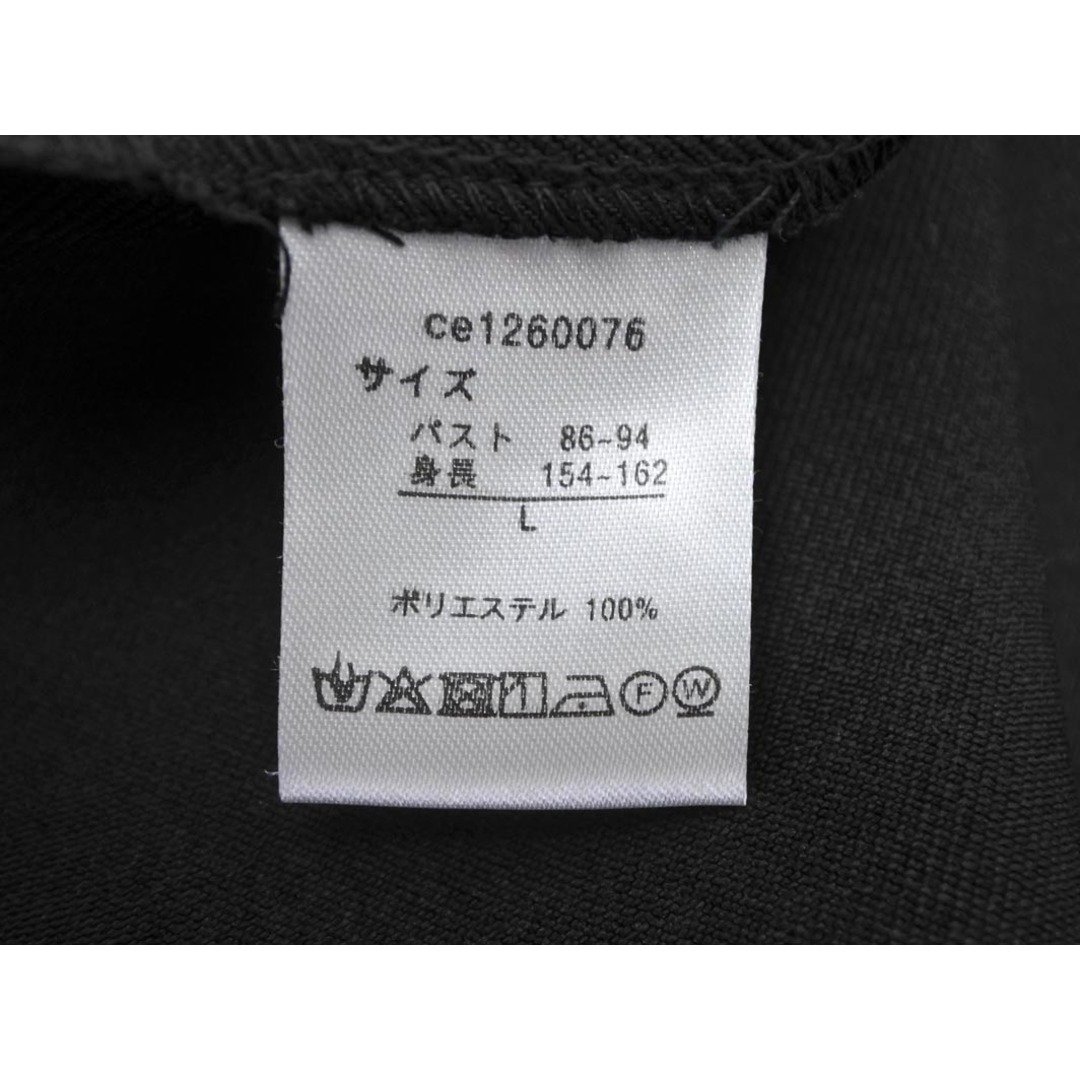 ce1260076
サイズ
バスト 86~94
身長 154~162
L
ポリエステル 100%
F W